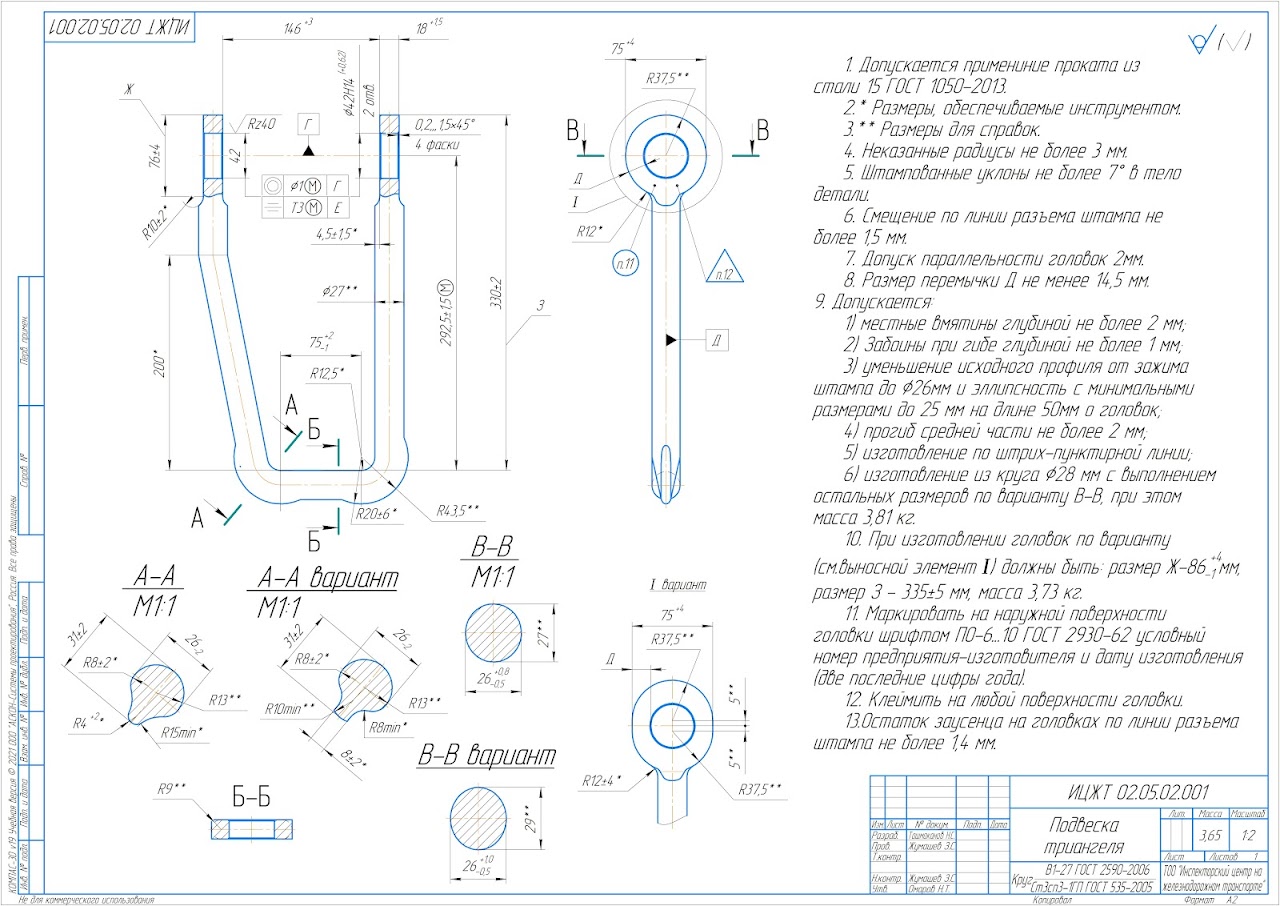 ИЦЖТ 02.05.02.001
146⁺³
18⁺¹·⁵
75⁺⁴
R37,5**
Ж
Rz40
Г
⌀42H14⁽⁺⁰·⁶²⁾
2 отв.
0,2...1,5×45°
4 фаски
76±4
42
⌀1 М Г
Т3 М Е
R10±2*
4,5±1,5*
⌀27**
292,5±1,5 М
330±2
З
200*
75⁺²₋₁
R12,5*
А
Б
А
Б
R20±6*
R43,5**
В
В
Д
I
R12*
п.11
п.12
Д
А-А
М1:1
31±2
26₋₂
R8±2*
R13**
R4⁺²*
R15min*
А-А вариант
М1:1
31±2
26₋₂
R8±2*
R10min**
R13**
R8min*
8±2*
В-В
М1:1
27**
26⁺⁰·⁸₋₀,₅
В-В вариант
29**
26⁺¹·⁰₋₀,₅
Б-Б
R9**
I вариант
75⁺⁴
R37,5**
Д
5**
5**
R12±4*
R37,5**
1. Допускается применине проката из
стали 15 ГОСТ 1050-2013.
2.* Размеры, обеспечиваемые инструментом.
3.** Размеры для справок.
4. Неказанные радиусы не более 3 мм.
5. Штампованные уклоны не более 7° в тело
детали.
6. Смещение по линии разъема штампа не
более 1,5 мм.
7. Допуск параллельности головок 2мм.
8. Размер перемычки Д не менее 14,5 мм.
9. Допускается:
1) местные вмятины глубиной не более 2 мм;
2) Забоины при гибе глубиной не более 1 мм;
3) уменьшение исходного профиля от зажима
штампа до ⌀26мм и эллипсность с минимальными
размерами до 25 мм на длине 50мм о головок;
4) прогиб средней части не более 2 мм;
5) изготовление по штрих-пунктирной линии;
6) изготовление из круга ⌀28 мм с выполнением
остальных размеров по варианту В-В, при этом
масса 3,81 кг.
10. При изготовлении головок по варианту
(см.выносной элемент I) должны быть: размер Ж-86⁺⁴₋₁мм,
размер З - 335±5 мм, масса 3,73 кг.
11. Маркировать на наружной поверхности
головки шрифтом ПО-6...10 ГОСТ 2930-62 условный
номер предприятия-изготовителя и дату изготовления
(две последние цифры года).
12. Клеймить на любой поверхности головки.
13.Остаток заусенца на головках по линии разъема
штампа не более 1,4 мм.
ИЦЖТ 02.05.02.001
Изм. Лист № докум. Подп. Дата
Разраб.
Пров. Жумашев З.С
Т.контр.
Н.контр. Жумашев З.С
Утв. Омаров Н.Т.
Подвеска
триангеля
Лит. Масса Масштаб
3,65 1:2
Лист Листов 1
Круг В1-27 ГОСТ 2590-2006
Ст3сп3-1ГП ГОСТ 535-2005
ТОО "Инспекторский центр на
железнодорожном транспорте"
Копировал Формат А2
Перв. примен.
Справ. №
Подп. и дата
Инв. № дубл.
Взам. инв. №
Подп. и дата
Инв. № подл.
КОМПАС-3D v19 Учебная версия © 2021 ООО "АСКОН-Системы проектирования", Россия. Все права защищены.
Не для коммерческого использования